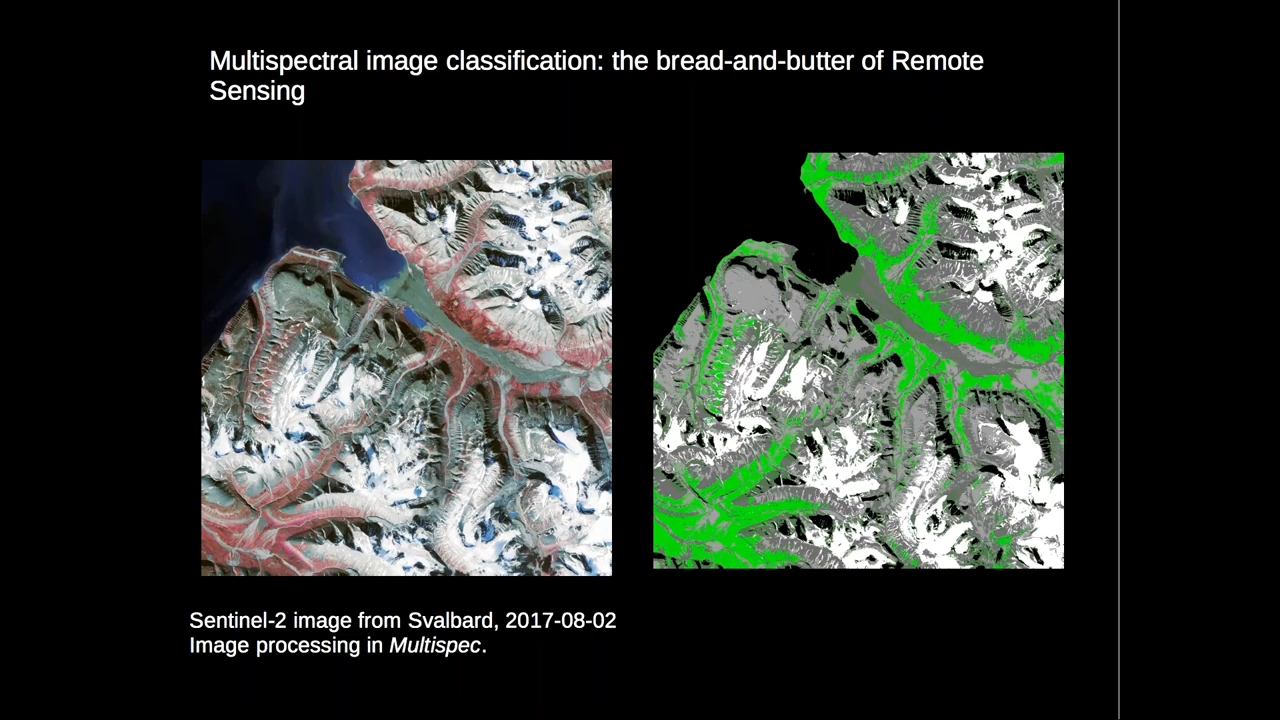 Multispectral image classification: the bread-and-butter of Remote
Sensing
Sentinel-2 image from Svalbard, 2017-08-02
Image processing in Multispec.